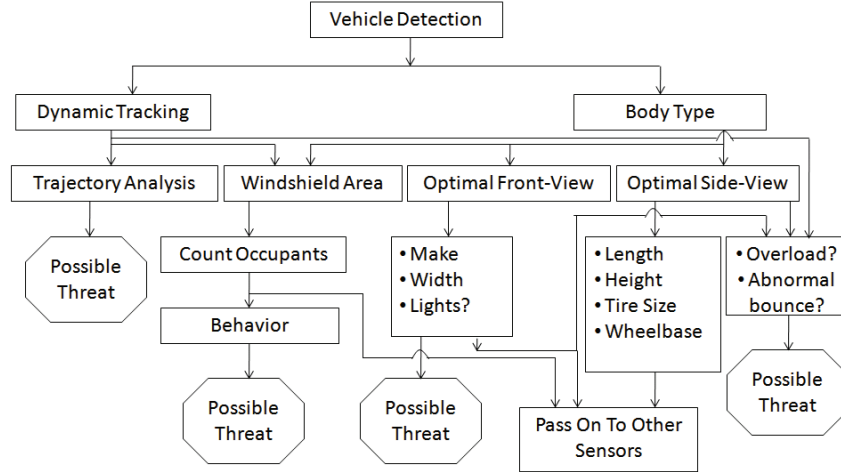 Vehicle Detection
Dynamic Tracking
Body Type
Trajectory Analysis
Windshield Area
Optimal Front-View
Optimal Side-View
Possible
Threat
Count Occupants
• Make
• Width
• Lights?
• Length
• Height
• Tire Size
• Wheelbase
• Overload?
• Abnormal
bounce?
Behavior
Possible
Threat
Possible
Threat
Pass On To Other
Sensors
Possible
Threat